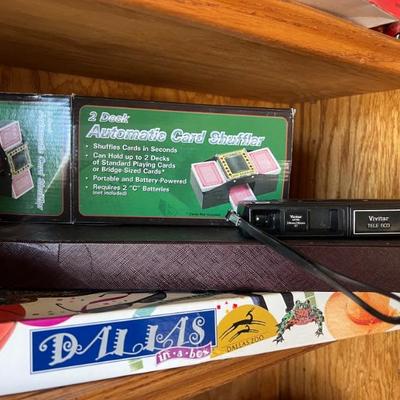 2 Deck
Automatic Card Shuffler
• Shuffles Cards in Seconds
• Can Hold up to 2 Decks
of Standard Playing Cards
or Bridge-Sized Cards*
• Portable and Battery-Powered
• Requires 2 "C" Batteries
(not included)
Vivitar
Vivitar
TELE 603
DALLAS
in•a•box
DALLAS ZOO